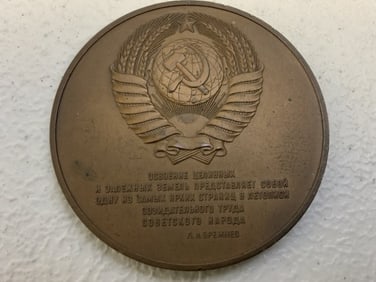 ОСВОЕНИЕ ЦЕЛИННЫХ
И ЗАЛЕЖНЫХ ЗЕМЕЛЬ ПРЕДСТАВЛЯЕТ СОБОЙ
ОДНУ ИЗ САМЫХ ЯРКИХ СТРАНИЦ В ЛЕТОПИСИ
СОЗИДАТЕЛЬНОГО ТРУДА
СОВЕТСКОГО НАРОДА
Л.И.БРЕЖНЕВ